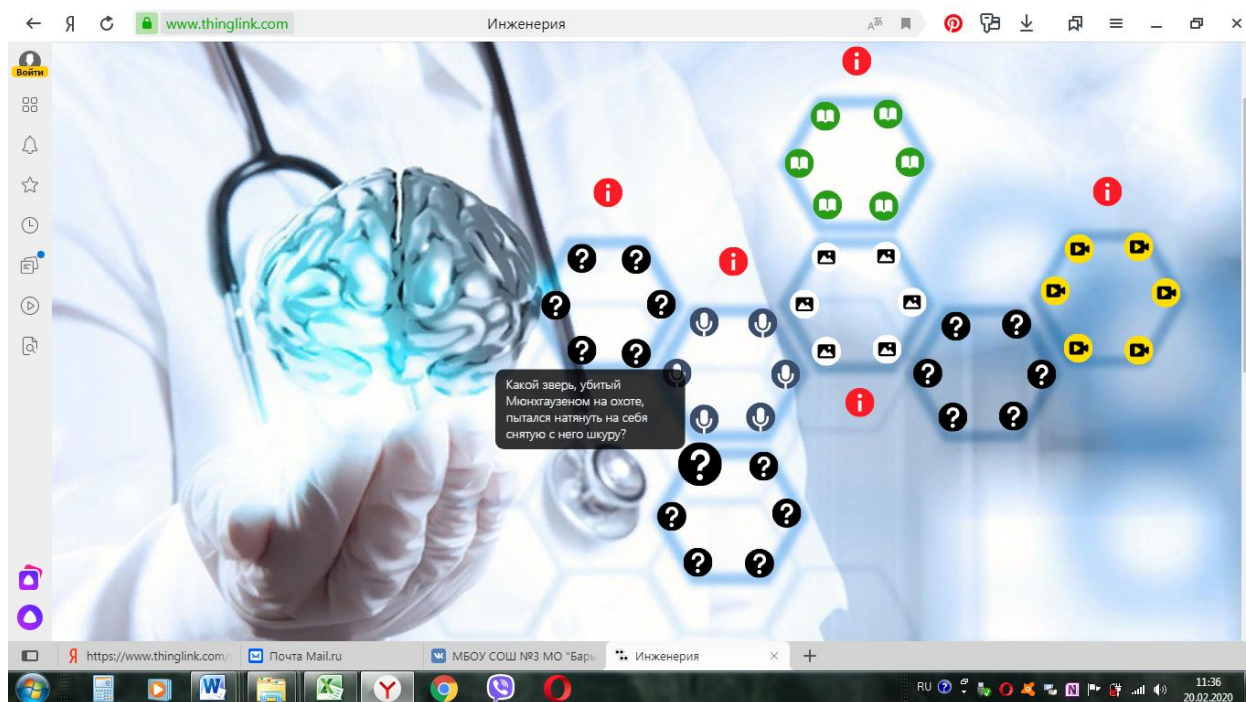 Я
www.thinglink.com
Инженерия
Войти
Какой зверь, убитый
Мюнхгаузеном на охоте,
пытался натянуть на себя
снятую с него шкуру?
Я https://www.thinglink.com/
Почта Mail.ru
МБОУ СОШ №3 МО "Бары
Инженерия
RU
11:36
20.02.2020